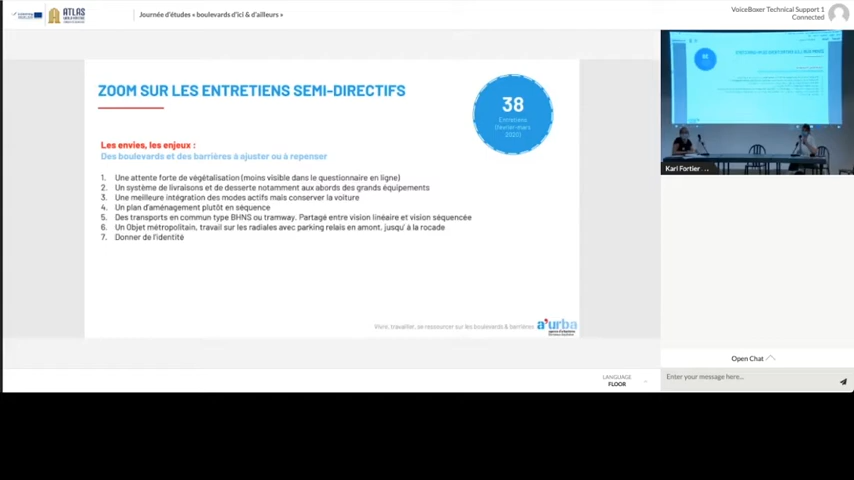 ATLAS
Journée d'études « boulevards d'ici & d'ailleurs »
VoiceBoxer Technical Support 1
Connected
ZOOM SUR LES ENTRETIENS SEMI-DIRECTIFS
38
Entretiens
(février-mars
2020)
Les envies, les enjeux :
Des boulevards et des barrières à ajuster ou à repenser
1. Une attente forte de végétalisation (moins visible dans le questionnaire en ligne)
2. Un système de livraisons et de desserte notamment aux abords des grands équipements
3. Une meilleure intégration des modes actifs mais conserver la voiture
4. Un plan d'aménagement plutôt en séquence
5. Des transports en commun type BHNS ou tramway. Partagé entre vision linéaire et vision séquencée
6. Un Objet métropolitain, travail sur les radiales avec parking relais en amont, jusqu' à la rocade
7. Donner de l'identité
Vivre, travailler, se ressourcer sur les boulevards & barrières
a'urba
Karl Fortier ...
Open Chat
LANGUAGE
FLOOR
Enter your message here...